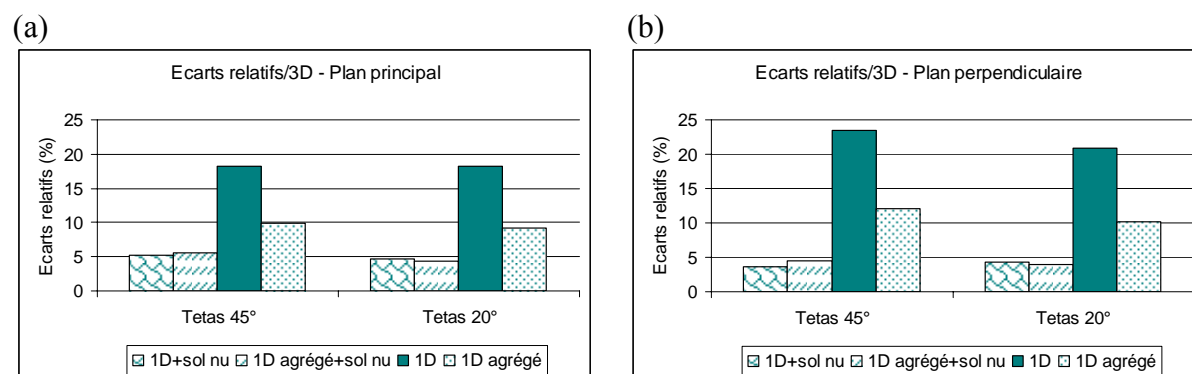 (a)
Ecarts relatifs/3D - Plan principal
Ecarts relatifs (%)
25
20
15
10
5
0
Tetas 45°
Tetas 20°
1D+sol nu
1D agrégé+sol nu
1D
1D agrégé
(b)
Ecarts relatifs/3D - Plan perpendiculaire
Ecarts relatifs (%)
25
20
15
10
5
0
Tetas 45°
Tetas 20°
1D+sol nu
1D agrégé+sol nu
1D
1D agrégé